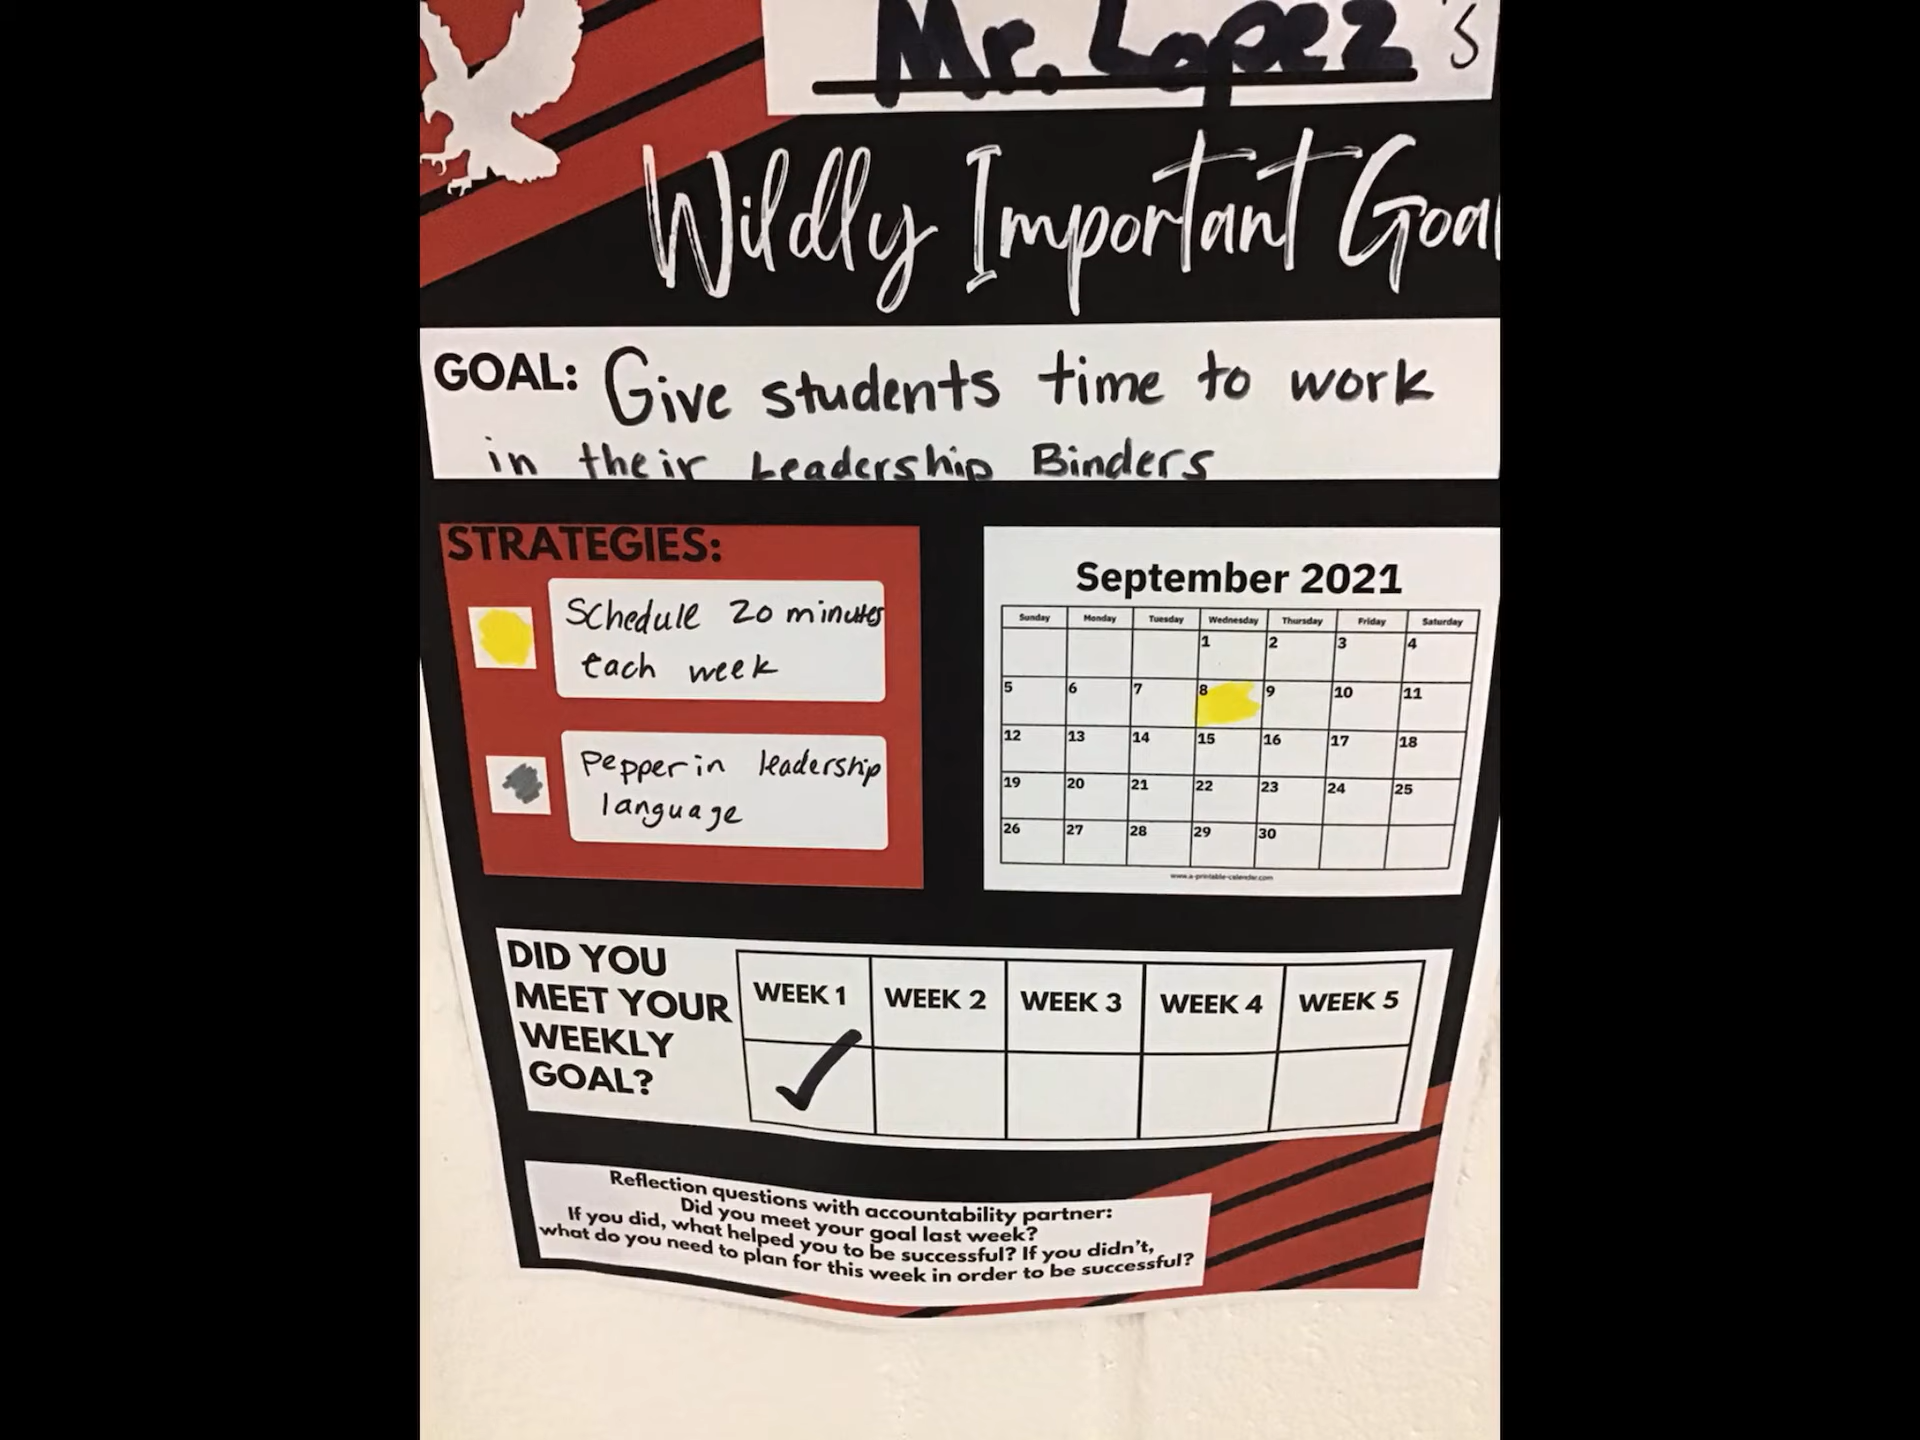 Mr. Lopez's
Wildly Important Goal
GOAL: Give students time to work
in their Leadership Binders
STRATEGIES:
Schedule 20 minutes
each week
Pepper in leadership
language
September 2021
Sunday Monday Tuesday Wednesday Thursday Friday Saturday
1 2 3 4
5 6 7 8 9 10 11
12 13 14 15 16 17 18
19 20 21 22 23 24 25
26 27 28 29 30
www.a-printable-calendar.com
DID YOU
MEET YOUR
WEEKLY
GOAL?
WEEK 1 WEEK 2 WEEK 3 WEEK 4 WEEK 5
Reflection questions with accountability partner:
Did you meet your goal last week?
If you did, what helped you to be successful? If you didn't,
what do you need to plan for this week in order to be successful?